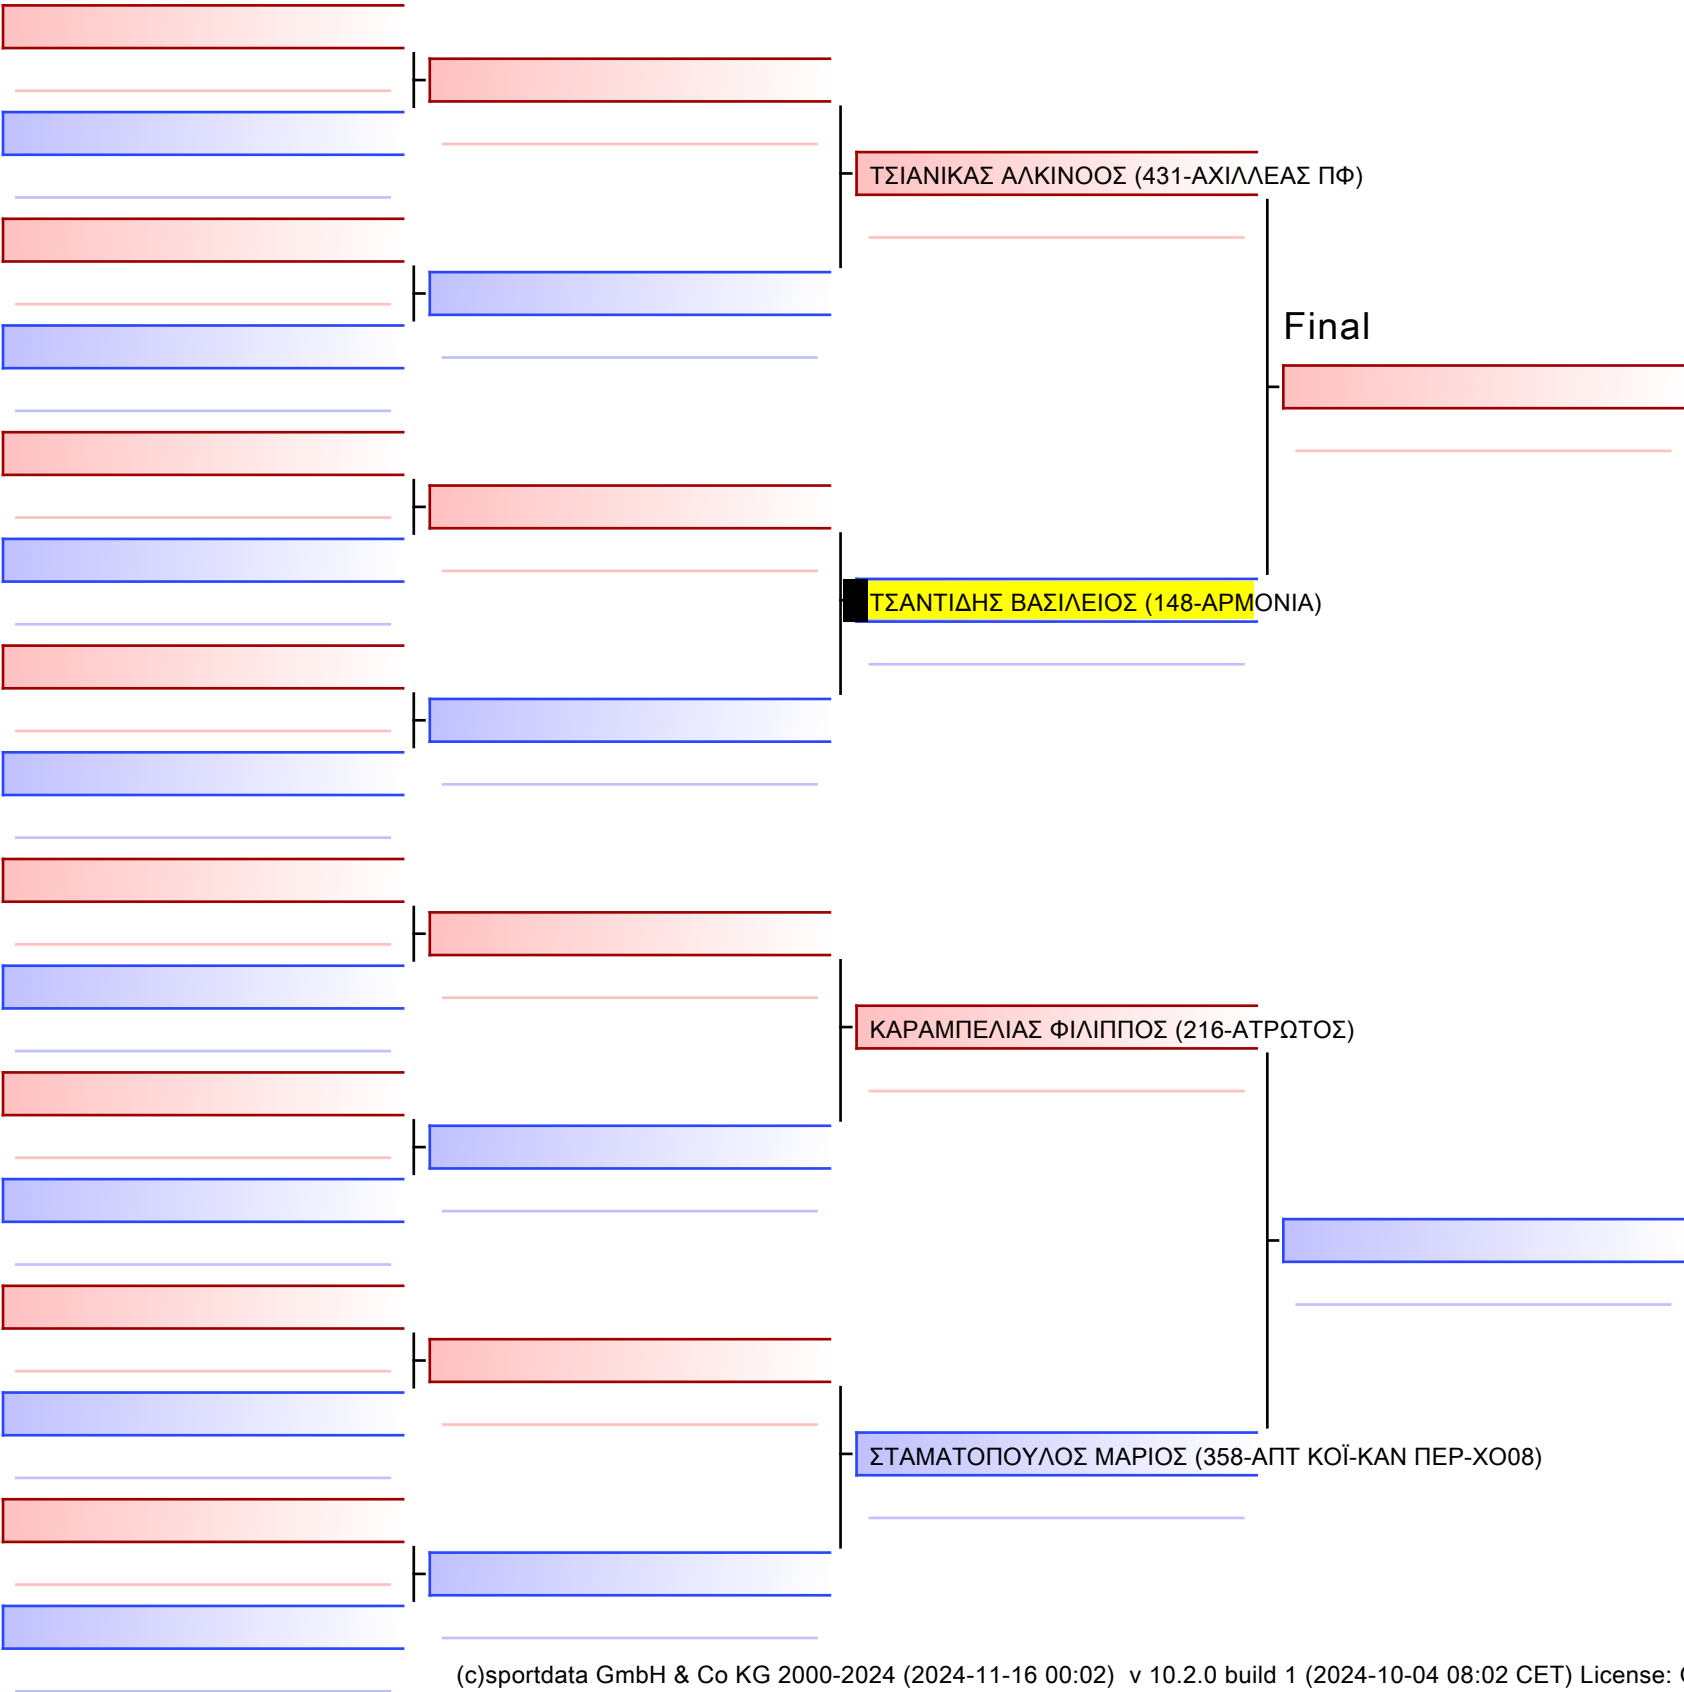 ΤΣΙΑΝΙΚΑΣ ΑΛΚΙΝΟΟΣ (431-ΑΧΙΛΛΕΑΣ ΠΦ)
Final
ΤΣΑΝΤΙΔΗΣ ΒΑΣΙΛΕΙΟΣ (148-ΑΡΜΟΝΙΑ)
ΚΑΡΑΜΠΕΛΙΑΣ ΦΙΛΙΠΠΟΣ (216-ΑΤΡΩΤΟΣ)
ΣΤΑΜΑΤΟΠΟΥΛΟΣ ΜΑΡΙΟΣ (358-ΑΠΤ ΚΟΪ-ΚΑΝ ΠΕΡ-ΧΟ08)
(c)sportdata GmbH & Co KG 2000-2024 (2024-11-16 00:02) v 10.2.0 build 1 (2024-10-04 08:02 CET) License: